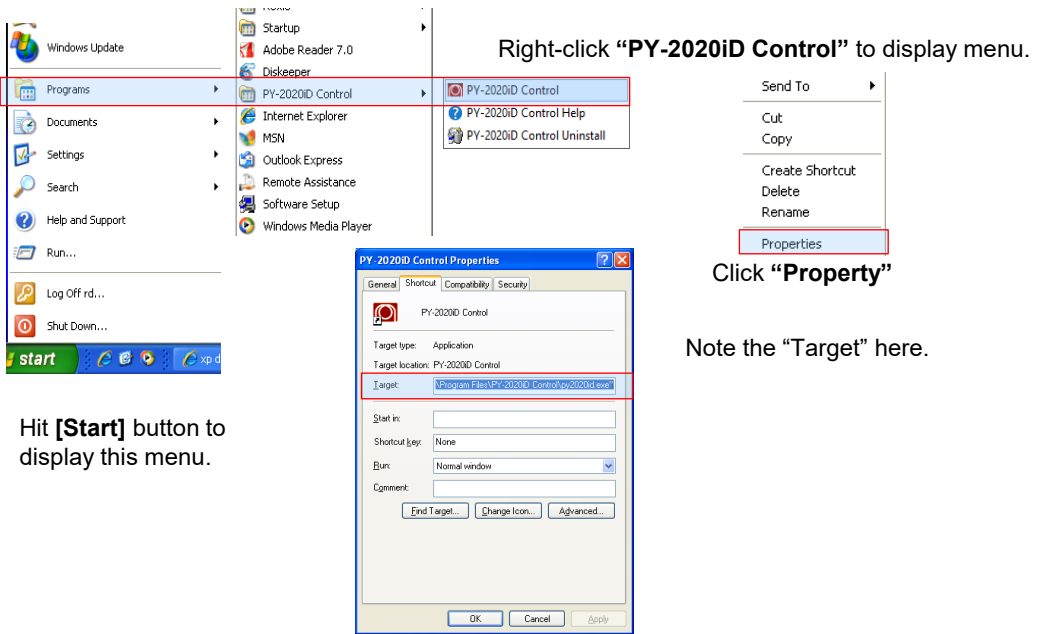 Windows Update
Programs
Documents
Settings
Search
Help and Support
Run...
Log Off rd...
Shut Down...
start
xp d
Startup
Adobe Reader 7.0
Diskeeper
PY-2020iD Control
Internet Explorer
MSN
Outlook Express
Remote Assistance
Software Setup
Windows Media Player
PY-2020iD Control
PY-2020iD Control Help
PY-2020iD Control Uninstall
Right-click “PY-2020iD Control” to display menu.
Send To
Cut
Copy
Create Shortcut
Delete
Rename
Properties
Click “Property”
Note the “Target” here.
Hit [Start] button to
display this menu.
PY-2020iD Control Properties
General Shortcut Compatibility Security
PY-2020iD Control
Target type: Application
Target location: PY-2020iD Control
Target: \Program Files\PY-2020iD Control\py2020id.exe"
Start in:
Shortcut key: None
Run: Normal window
Comment:
Find Target... Change Icon... Advanced...
OK Cancel Apply